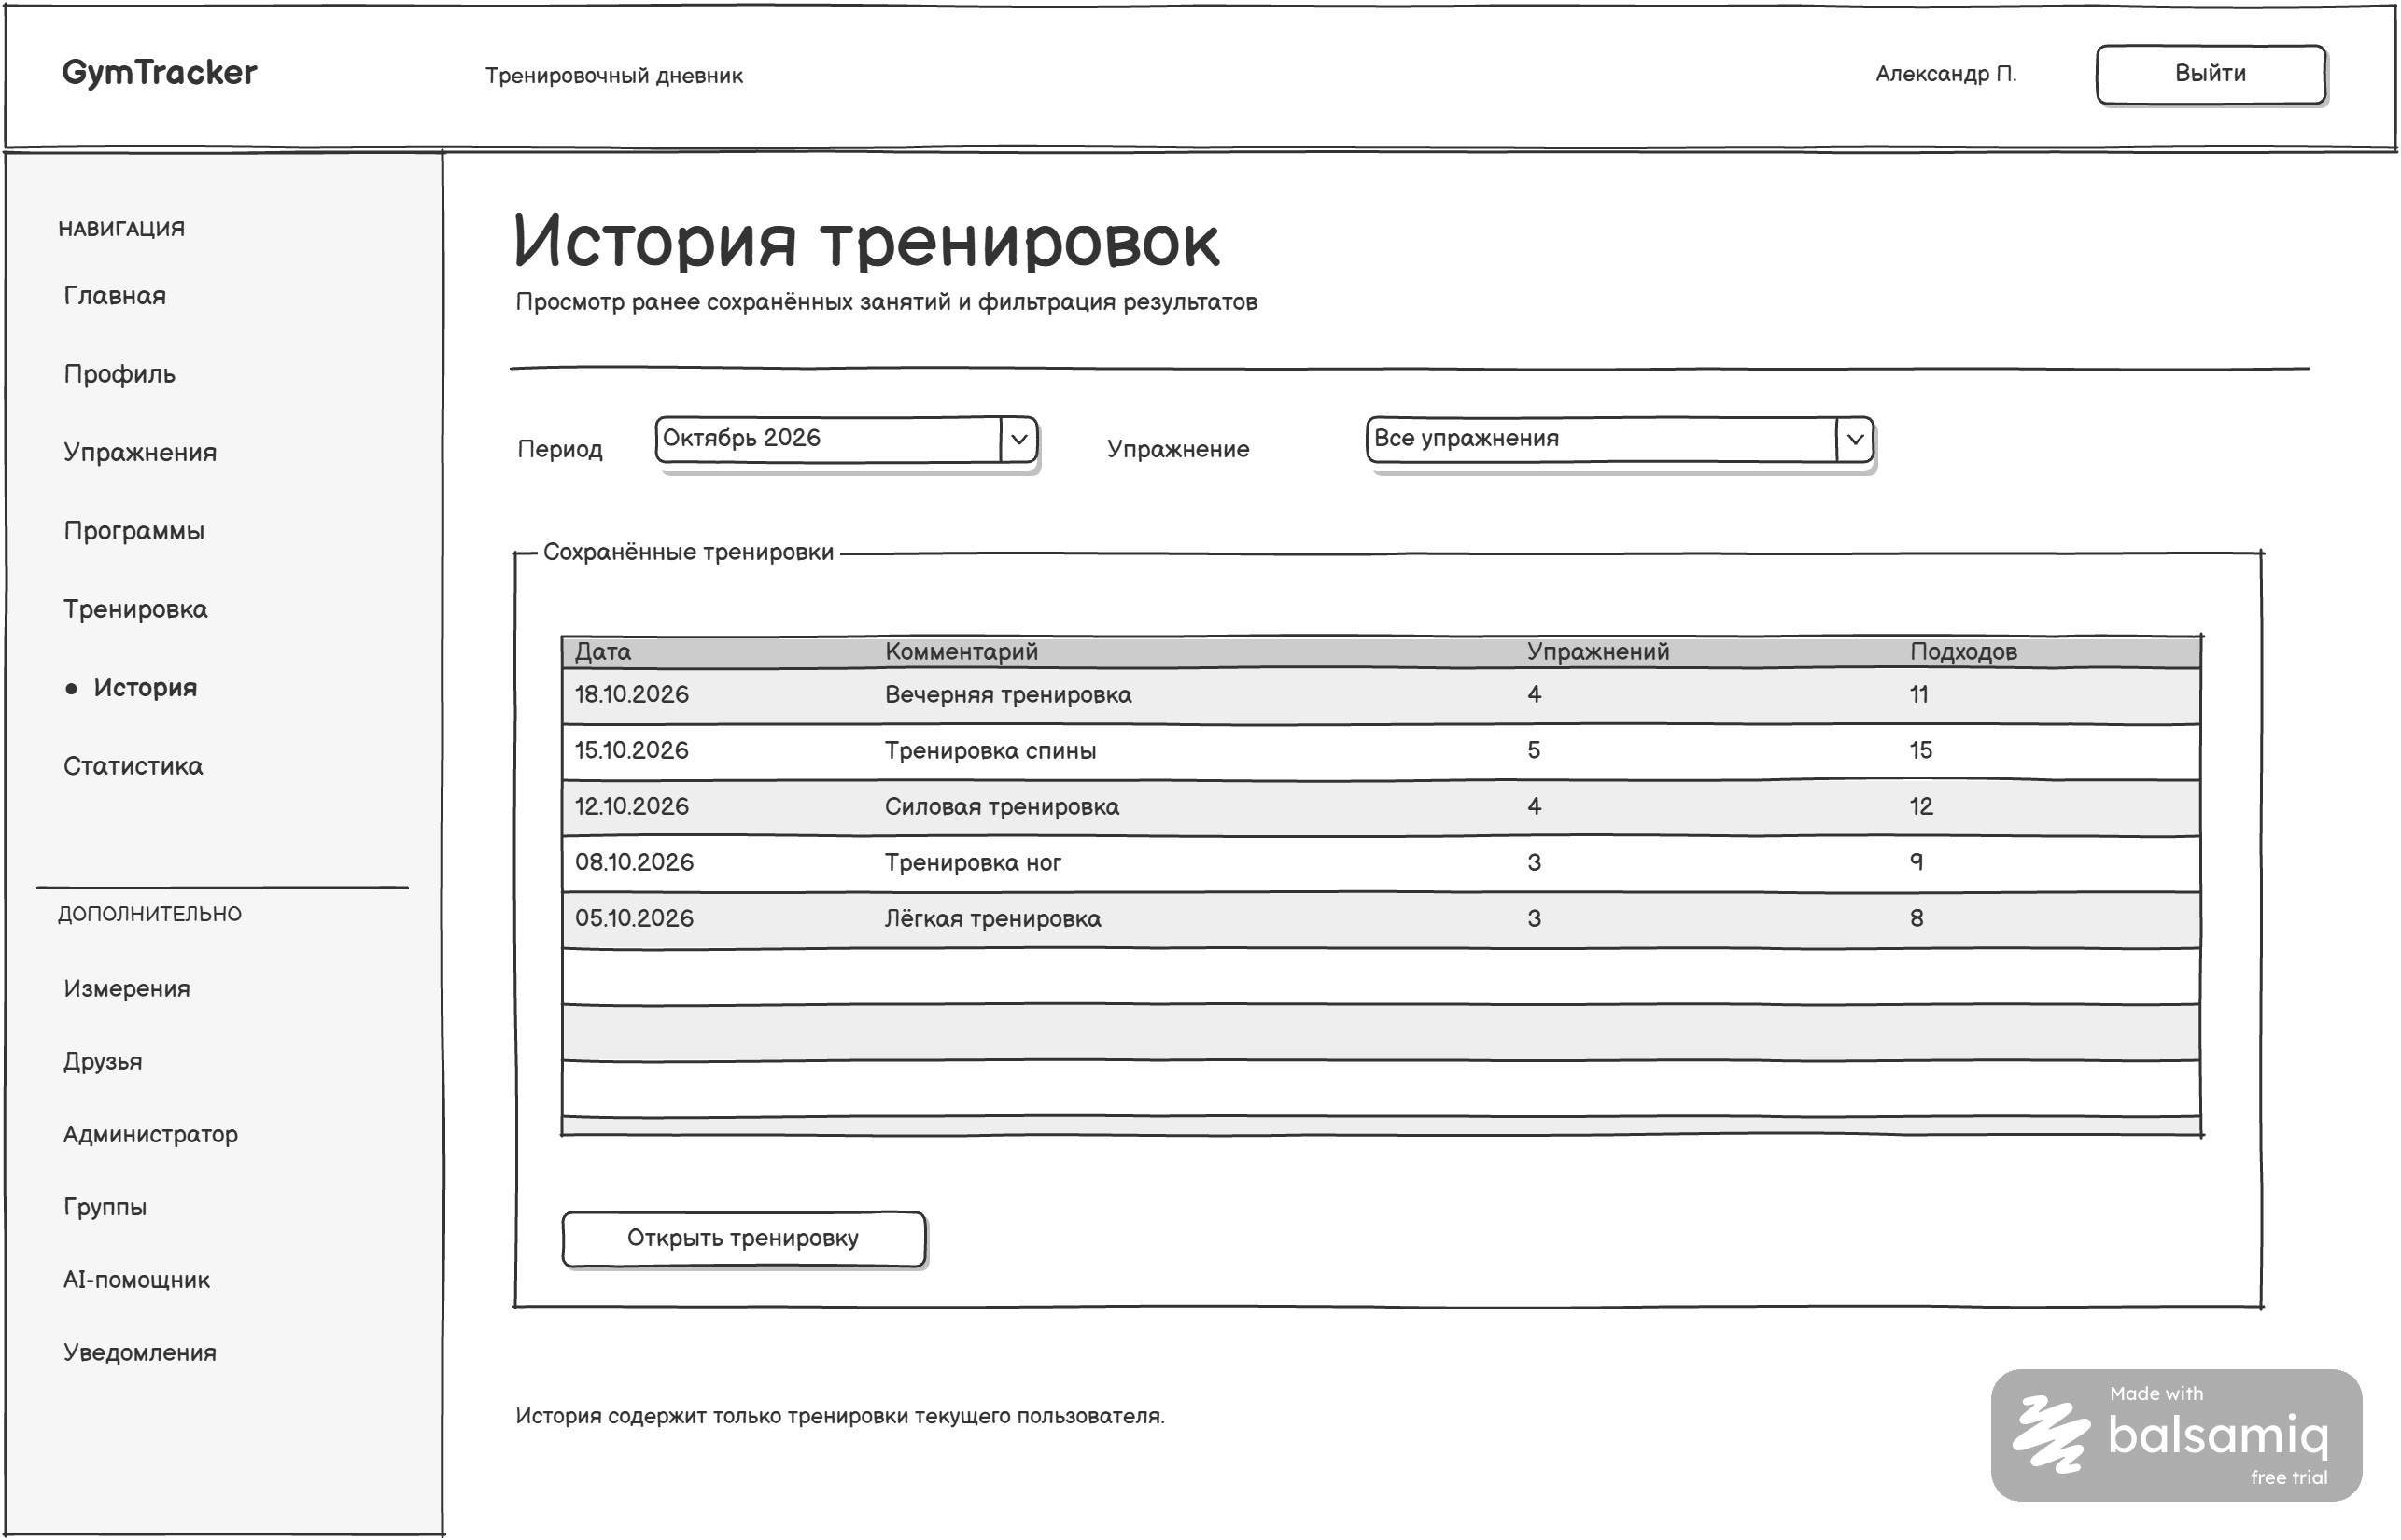 GymTracker
Тренировочный дневник
Александр П.
Выйти
НАВИГАЦИЯ
Главная
Профиль
Упражнения
Программы
Тренировка
История
Статистика
ДОПОЛНИТЕЛЬНО
Измерения
Друзья
Администратор
Группы
AI-помощник
Уведомления
История тренировок
Просмотр ранее сохранённых занятий и фильтрация результатов
Период
Октябрь 2026
Упражнение
Все упражнения
Сохранённые тренировки
Дата Комментарий Упражнений Подходов
18.10.2026 Вечерняя тренировка 4 11
15.10.2026 Тренировка спины 5 15
12.10.2026 Силовая тренировка 4 12
08.10.2026 Тренировка ног 3 9
05.10.2026 Лёгкая тренировка 3 8
Открыть тренировку
История содержит только тренировки текущего пользователя.
Made with
balsamiq
free trial